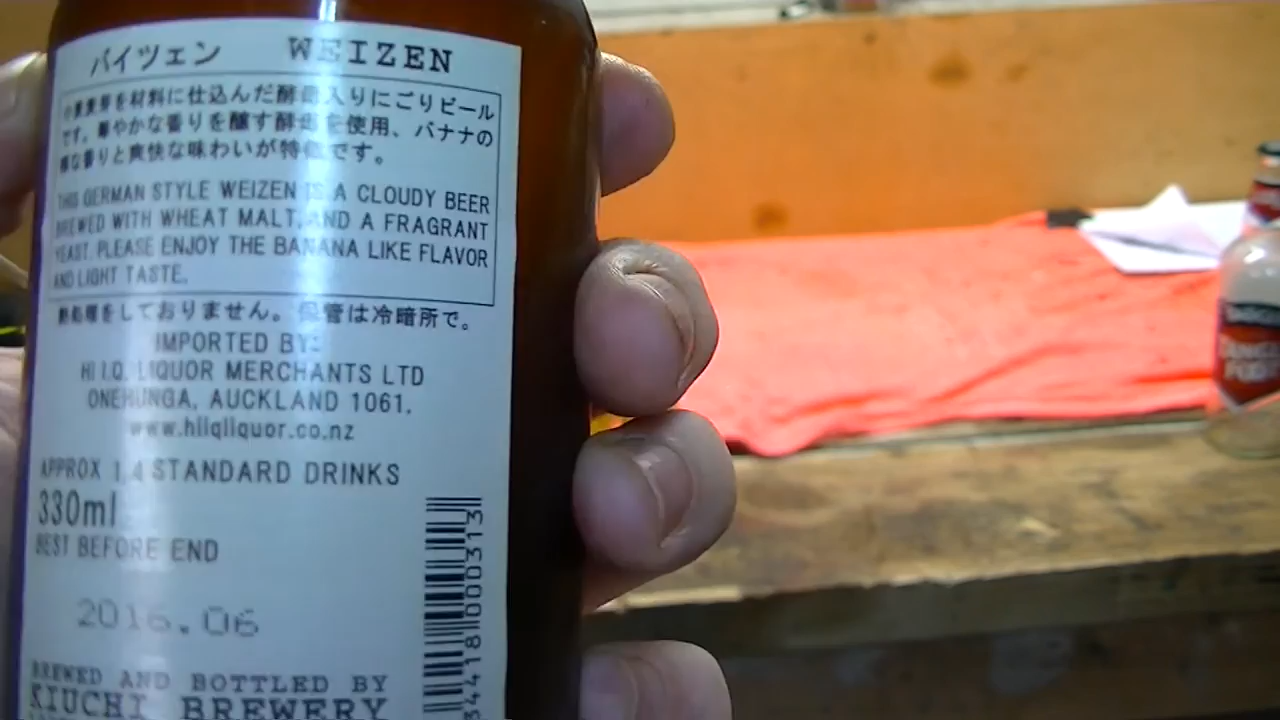 バイツェン WEIZEN
小麦麦芽を材料に仕込んだ酵母入りにごりビール
です。華やかな香りを醸す酵母を使用、バナナの
様な香りと爽快な味わいが特徴です。
THIS GERMAN STYLE WEIZEN IS A CLOUDY BEER
BREWED WITH WHEAT MALT, AND A FRAGRANT
YEAST. PLEASE ENJOY THE BANANA LIKE FLAVOR
AND LIGHT TASTE.
熱処理をしておりません。保管は冷暗所で。
IMPORTED BY:
HI I.Q. LIQUOR MERCHANTS LTD
ONEHUNGA, AUCKLAND 1061.
www.hiiqliquor.co.nz
APPROX 1.4 STANDARD DRINKS
330ml
BEST BEFORE END
2016.06
BREWED AND BOTTLED BY
KIUCHI BREWERY
34418 000313